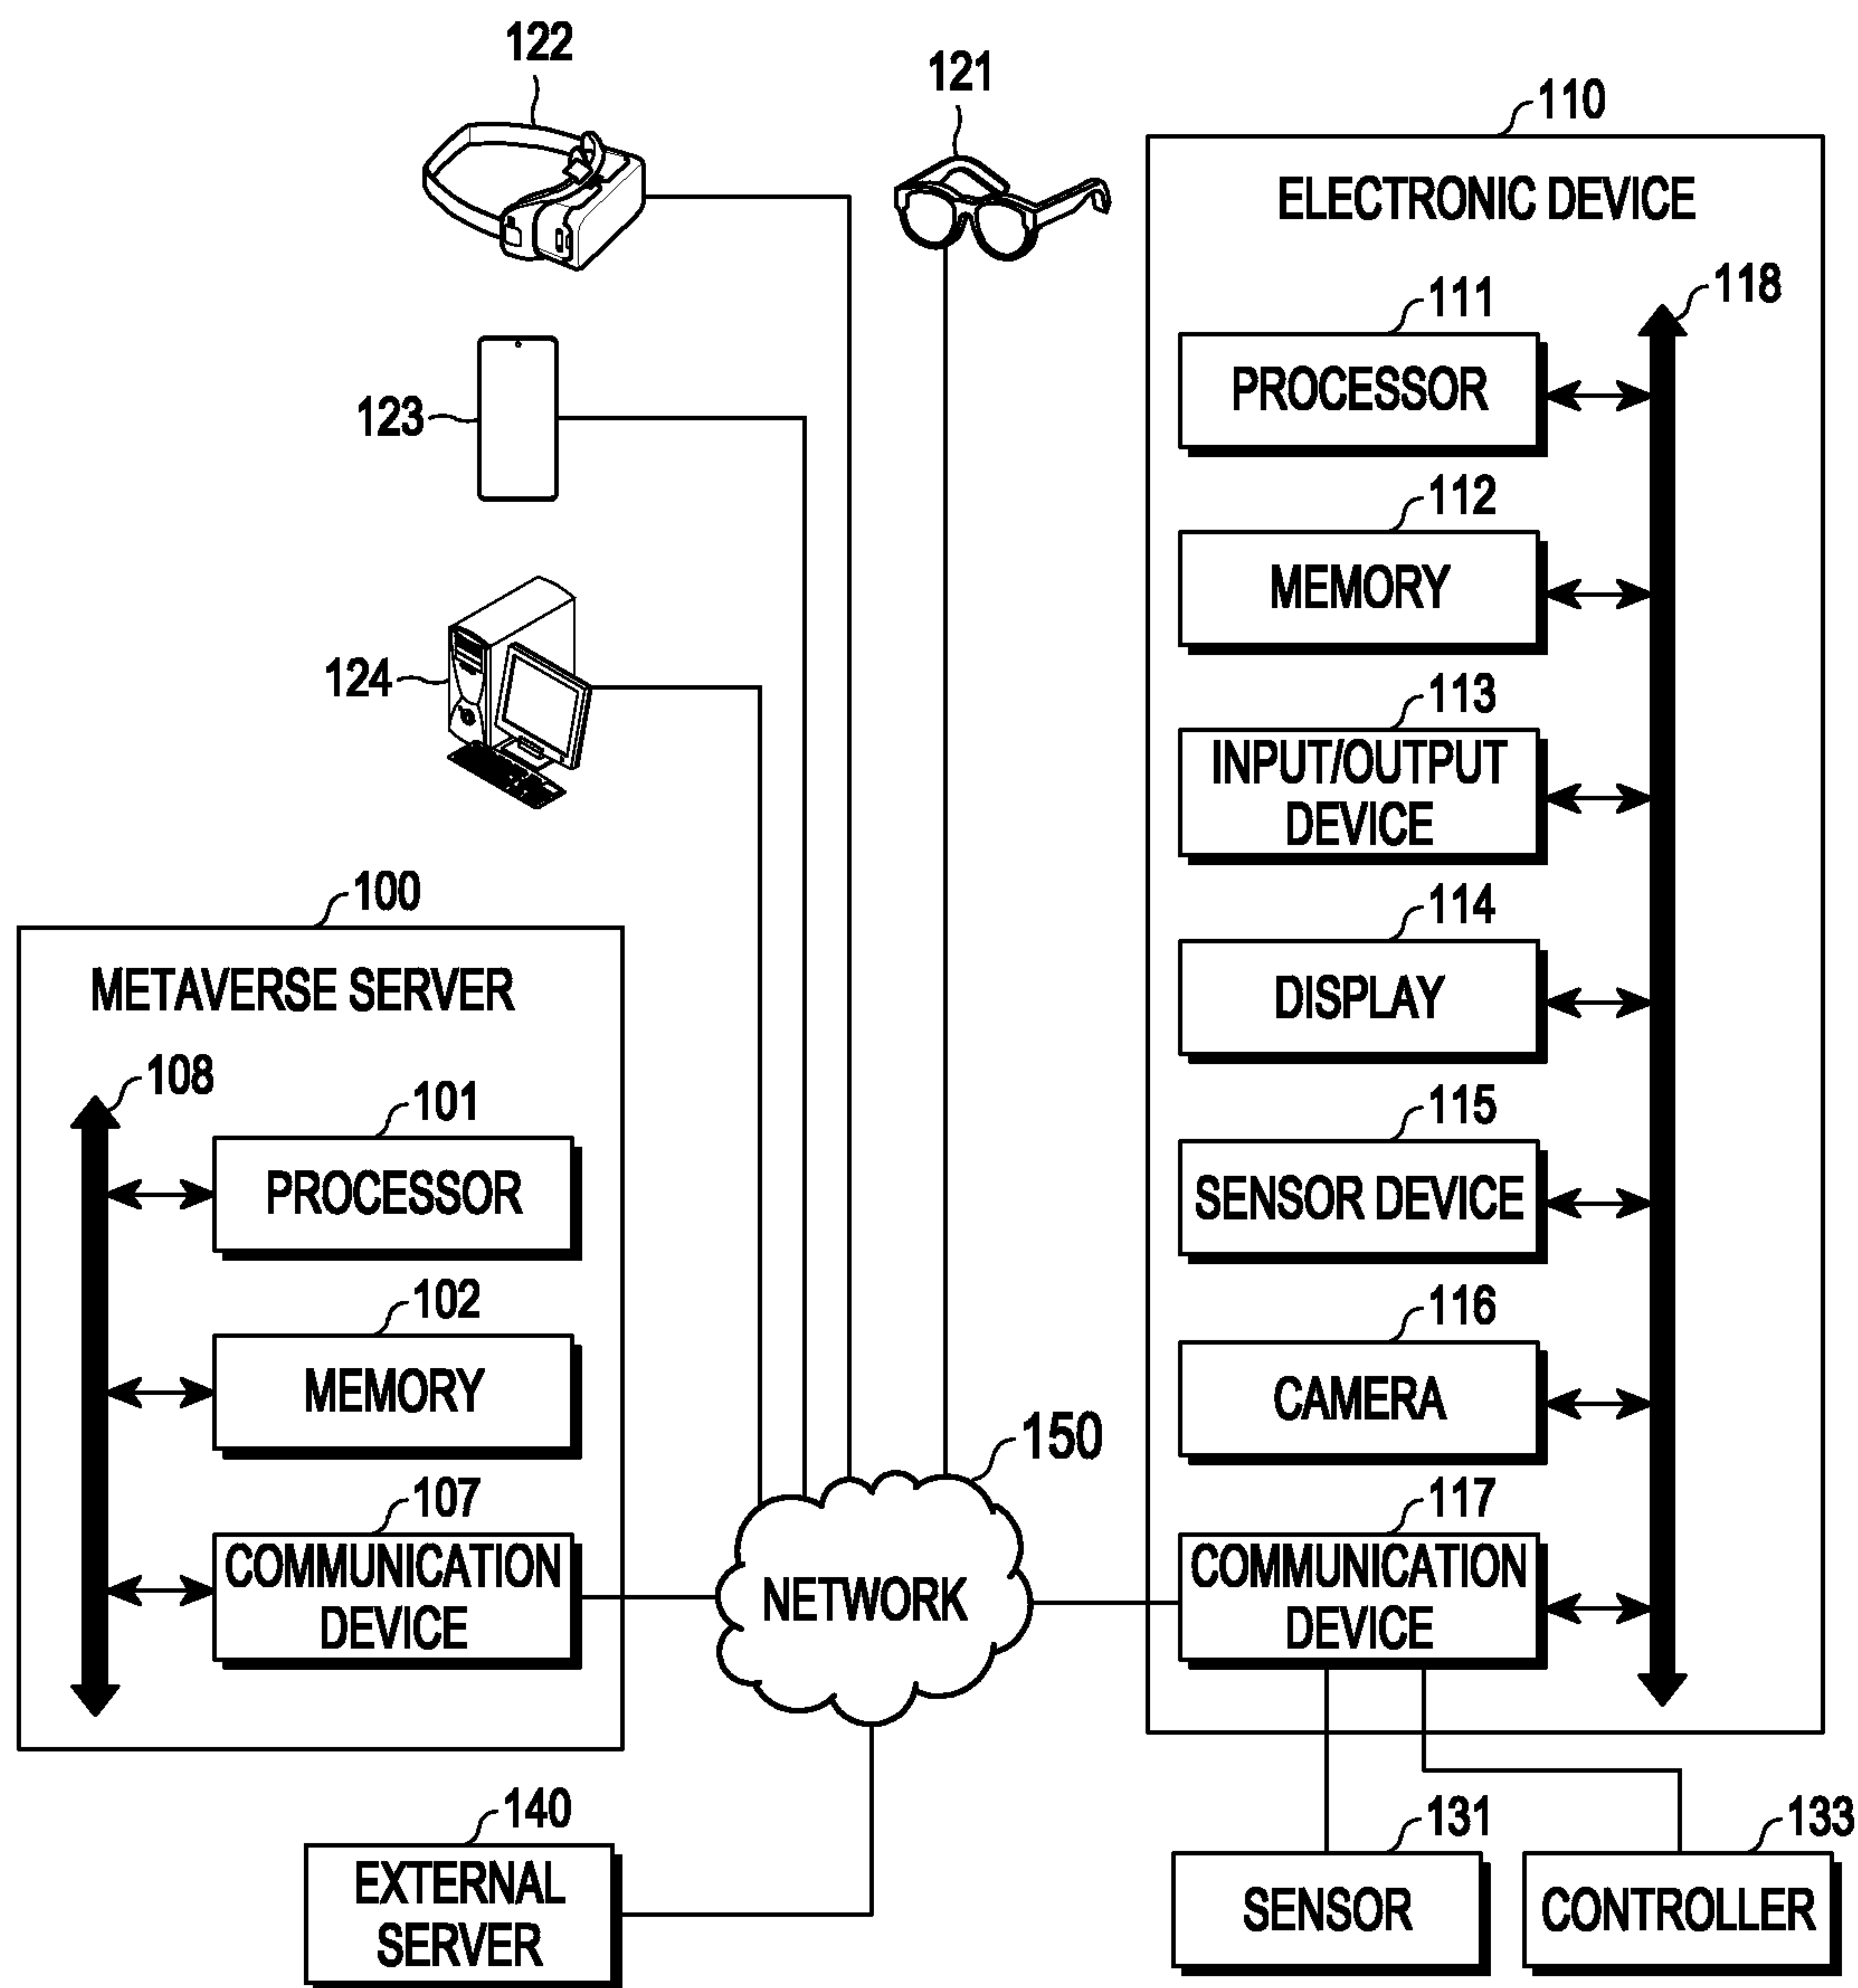 122
121
110
ELECTRONIC DEVICE
118
111
PROCESSOR
123
112
MEMORY
124
113
INPUT/OUTPUT
DEVICE
100
METAVERSE SERVER
114
DISPLAY
108
101
PROCESSOR
115
SENSOR DEVICE
102
MEMORY
116
CAMERA
150
NETWORK
107
COMMUNICATION
DEVICE
117
COMMUNICATION
DEVICE
140
EXTERNAL
SERVER
131
SENSOR
133
CONTROLLER